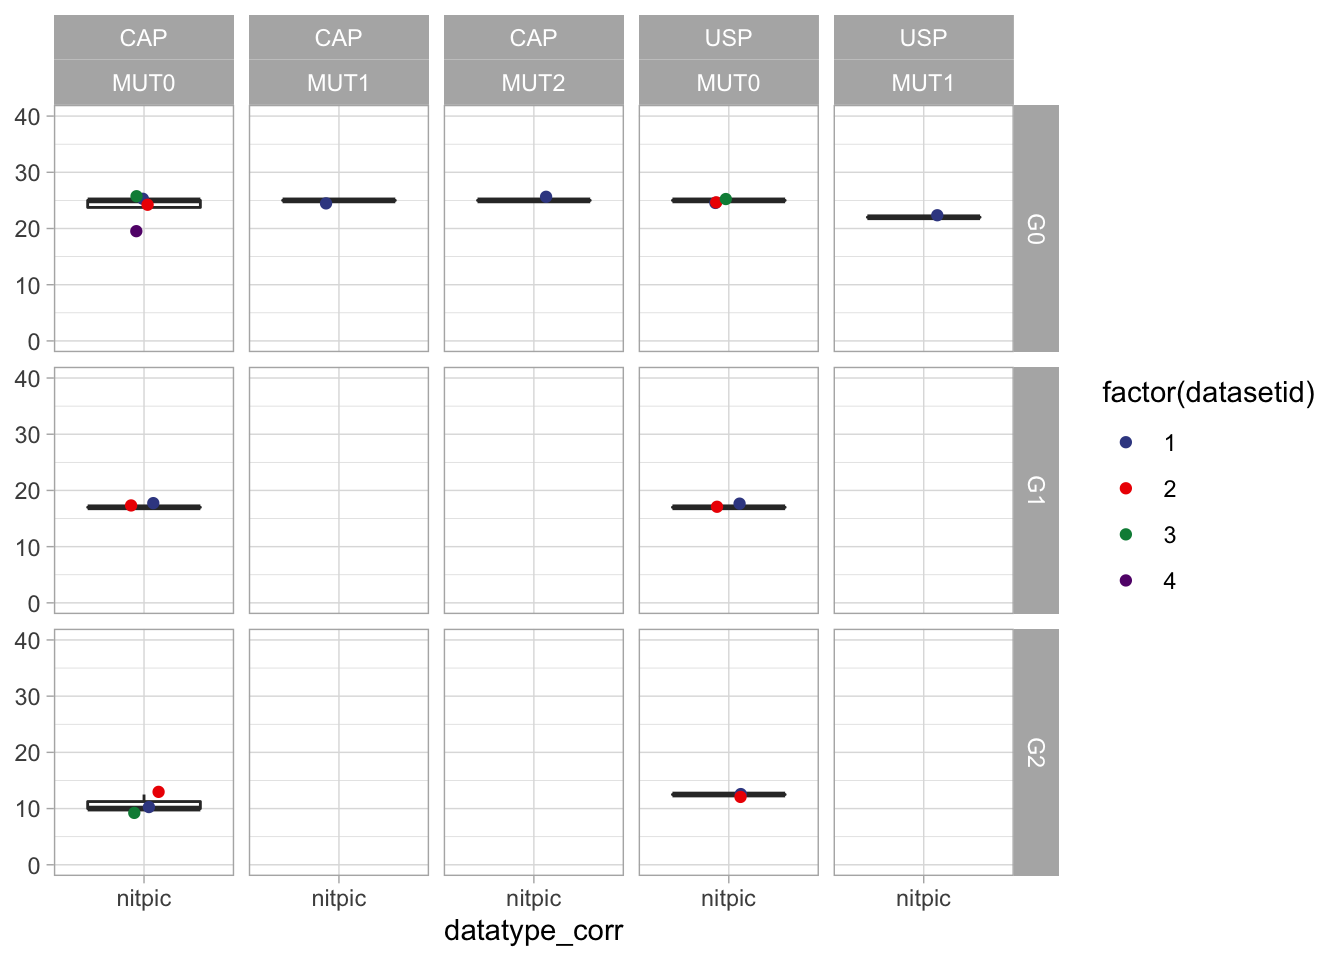 CAP CAP CAP USP USP
MUT0 MUT1 MUT2 MUT0 MUT1
40
30
20
10
0
G0
40
30
20
10
0
G1
40
30
20
10
0
G2
nitpic nitpic nitpic nitpic nitpic
datatype_corr
factor(datasetid)
1
2
3
4